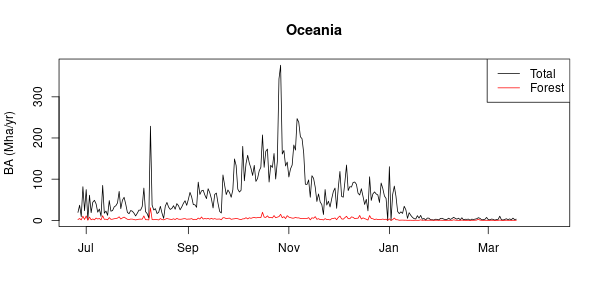 Oceania
Total
Forest
BA (Mha/yr)
300
200
100
0
Jul Sep Nov Jan Mar